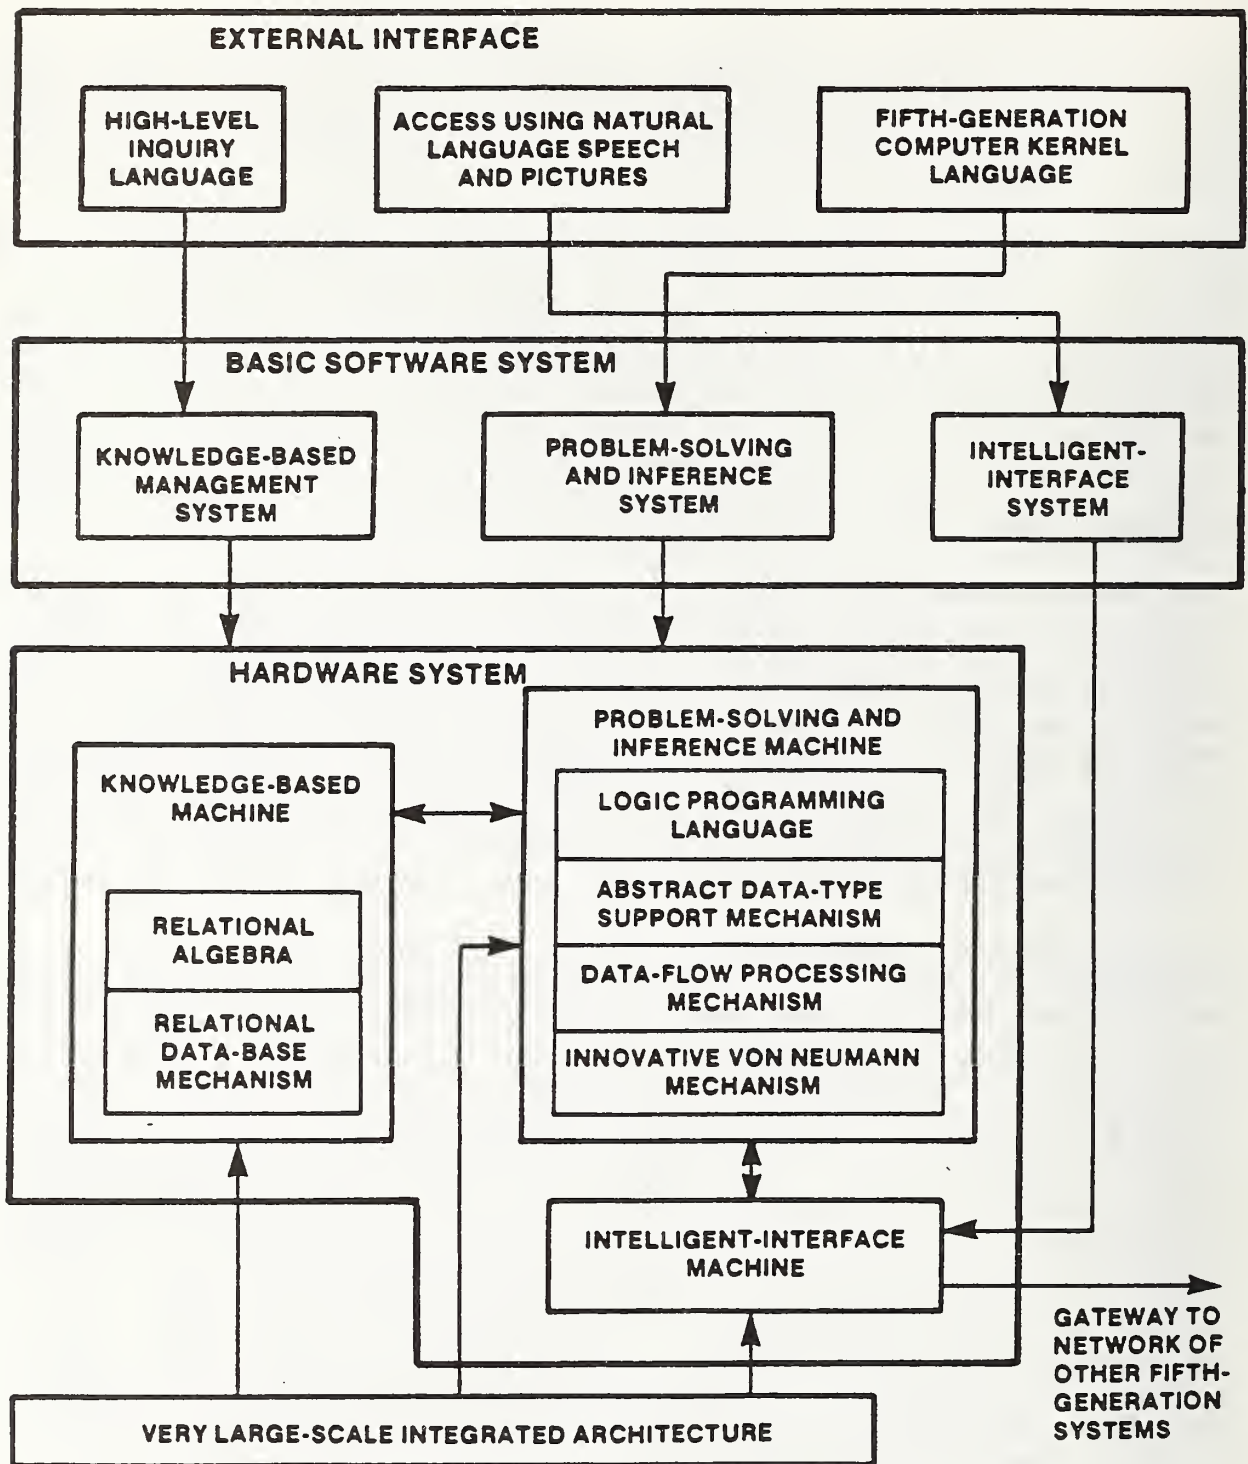 EXTERNAL INTERFACE
HIGH-LEVEL
INQUIRY
LANGUAGE
ACCESS USING NATURAL
LANGUAGE SPEECH
AND PICTURES
FIFTH-GENERATION
COMPUTER KERNEL
LANGUAGE
BASIC SOFTWARE SYSTEM
KNOWLEDGE-BASED
MANAGEMENT
SYSTEM
PROBLEM-SOLVING
AND INFERENCE
SYSTEM
INTELLIGENT-
INTERFACE
SYSTEM
HARDWARE SYSTEM
KNOWLEDGE-BASED
MACHINE
RELATIONAL
ALGEBRA
RELATIONAL
DATA-BASE
MECHANISM
PROBLEM-SOLVING AND
INFERENCE MACHINE
LOGIC PROGRAMMING
LANGUAGE
ABSTRACT DATA-TYPE
SUPPORT MECHANISM
DATA-FLOW PROCESSING
MECHANISM
INNOVATIVE VON NEUMANN
MECHANISM
INTELLIGENT-INTERFACE
MACHINE
GATEWAY TO
NETWORK OF
OTHER FIFTH-
GENERATION
SYSTEMS
VERY LARGE-SCALE INTEGRATED ARCHITECTURE